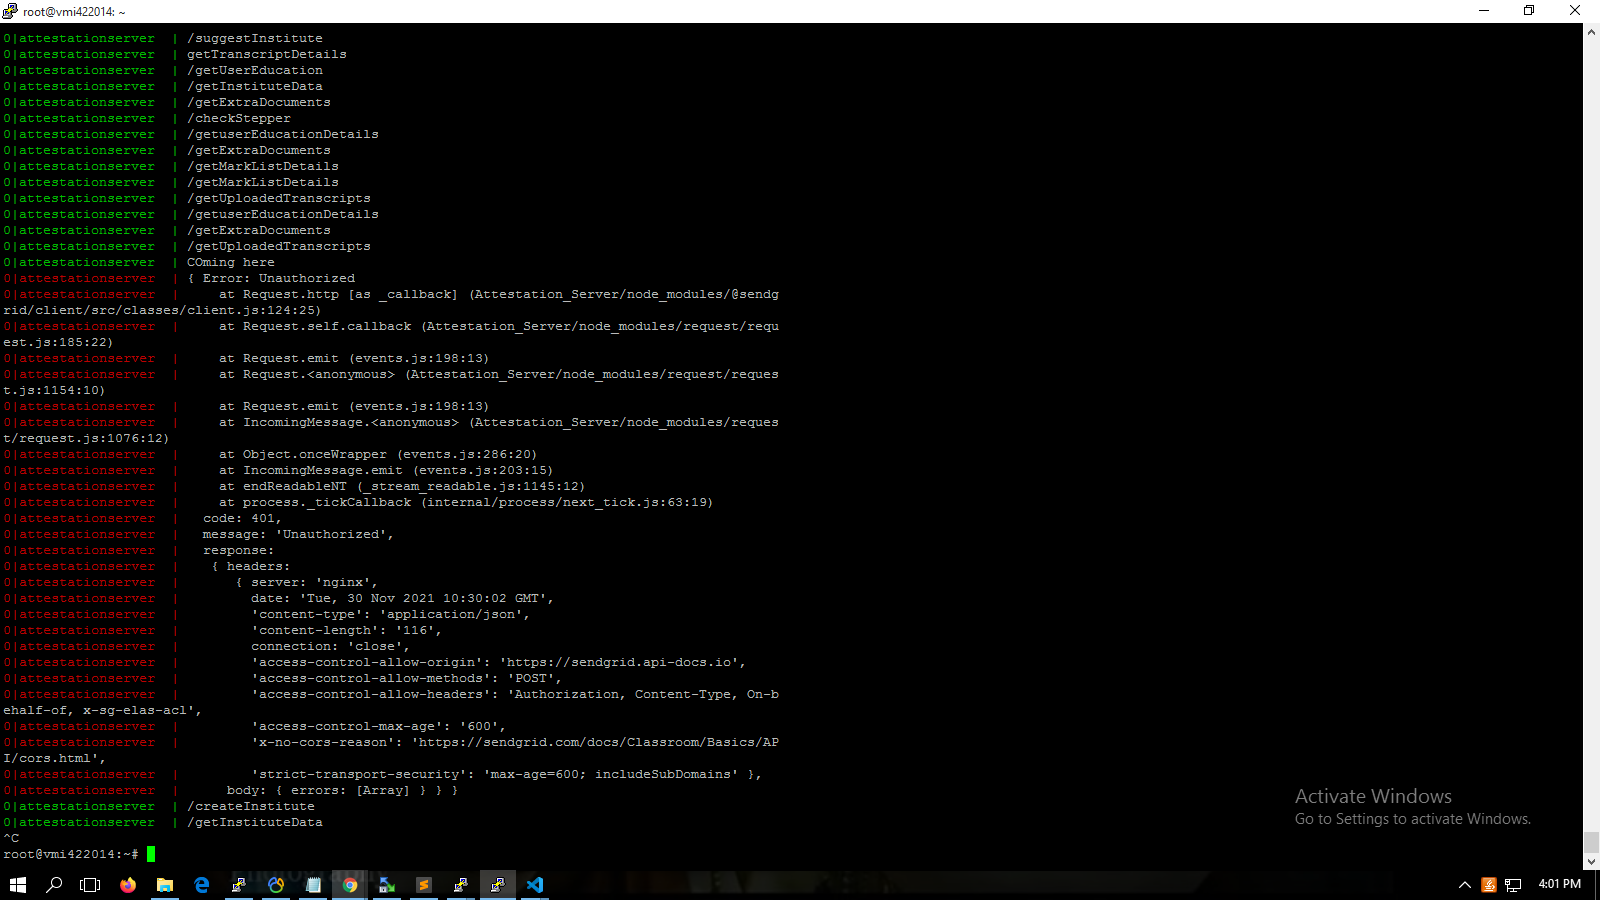 root@vmi422014: ~
0|attestationserver  | /suggestInstitute
0|attestationserver  | getTranscriptDetails
0|attestationserver  | /getUserEducation
0|attestationserver  | /getInstituteData
0|attestationserver  | /getExtraDocuments
0|attestationserver  | /checkStepper
0|attestationserver  | /getuserEducationDetails
0|attestationserver  | /getExtraDocuments
0|attestationserver  | /getMarkListDetails
0|attestationserver  | /getMarkListDetails
0|attestationserver  | /getUploadedTranscripts
0|attestationserver  | /getuserEducationDetails
0|attestationserver  | /getExtraDocuments
0|attestationserver  | /getUploadedTranscripts
0|attestationserver  | COming here
0|attestationserver  | { Error: Unauthorized
0|attestationserver  |     at Request.http [as _callback] (Attestation_Server/node_modules/@sendg
rid/client/src/classes/client.js:124:25)
0|attestationserver  |     at Request.self.callback (Attestation_Server/node_modules/request/requ
est.js:185:22)
0|attestationserver  |     at Request.emit (events.js:198:13)
0|attestationserver  |     at Request.<anonymous> (Attestation_Server/node_modules/request/reques
t.js:1154:10)
0|attestationserver  |     at Request.emit (events.js:198:13)
0|attestationserver  |     at IncomingMessage.<anonymous> (Attestation_Server/node_modules/reques
t/request.js:1076:12)
0|attestationserver  |     at Object.onceWrapper (events.js:286:20)
0|attestationserver  |     at IncomingMessage.emit (events.js:203:15)
0|attestationserver  |     at endReadableNT (_stream_readable.js:1145:12)
0|attestationserver  |     at process._tickCallback (internal/process/next_tick.js:63:19)
0|attestationserver  |   code: 401,
0|attestationserver  |   message: 'Unauthorized',
0|attestationserver  |   response:
0|attestationserver  |    { headers:
0|attestationserver  |       { server: 'nginx',
0|attestationserver  |         date: 'Tue, 30 Nov 2021 10:30:02 GMT',
0|attestationserver  |         'content-type': 'application/json',
0|attestationserver  |         'content-length': '116',
0|attestationserver  |         connection: 'close',
0|attestationserver  |         'access-control-allow-origin': 'https://sendgrid.api-docs.io',
0|attestationserver  |         'access-control-allow-methods': 'POST',
0|attestationserver  |         'access-control-allow-headers': 'Authorization, Content-Type, On-b
ehalf-of, x-sg-elas-acl',
0|attestationserver  |         'access-control-max-age': '600',
0|attestationserver  |         'x-no-cors-reason': 'https://sendgrid.com/docs/Classroom/Basics/AP
I/cors.html',
0|attestationserver  |         'strict-transport-security': 'max-age=600; includeSubDomains' },
0|attestationserver  |      body: { errors: [Array] } } }
0|attestationserver  | /createInstitute
0|attestationserver  | /getInstituteData
^C
root@vmi422014:~#
Activate Windows
Go to Settings to activate Windows.
4:01 PM